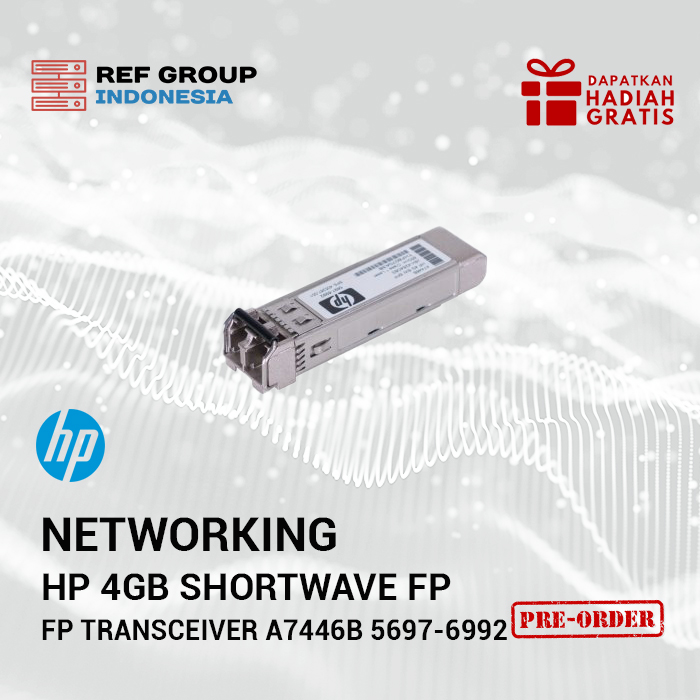 REF GROUP
INDONESIA
DAPATKAN
HADIAH
GRATIS
hp
hp
NETWORKING
HP 4GB SHORTWAVE FP
FP TRANSCEIVER A7446B 5697-6992
PRE-ORDER